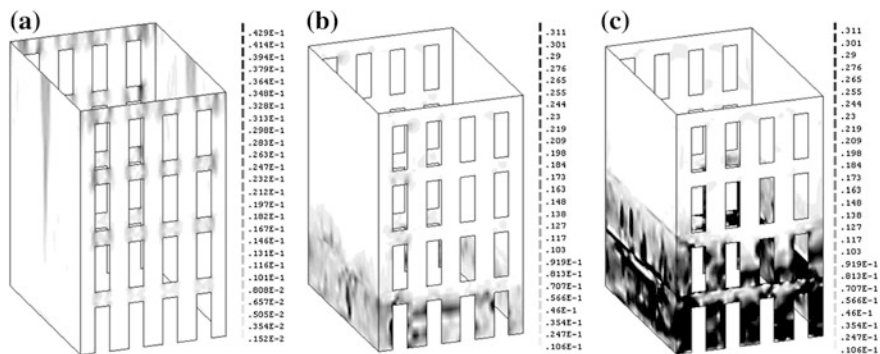 (a)
.429E-1
.414E-1
.394E-1
.379E-1
.364E-1
.348E-1
.328E-1
.313E-1
.298E-1
.283E-1
.263E-1
.247E-1
.232E-1
.212E-1
.197E-1
.182E-1
.167E-1
.146E-1
.131E-1
.116E-1
.101E-1
.808E-2
.657E-2
.505E-2
.354E-2
.152E-2
(b)
.311
.301
.29
.276
.265
.255
.244
.23
.219
.209
.198
.184
.173
.163
.148
.138
.127
.117
.103
.919E-1
.813E-1
.707E-1
.566E-1
.46E-1
.354E-1
.247E-1
.106E-1
(c)
.311
.301
.29
.276
.265
.255
.244
.23
.219
.209
.198
.184
.173
.163
.148
.138
.127
.117
.103
.919E-1
.813E-1
.707E-1
.566E-1
.46E-1
.354E-1
.247E-1
.106E-1